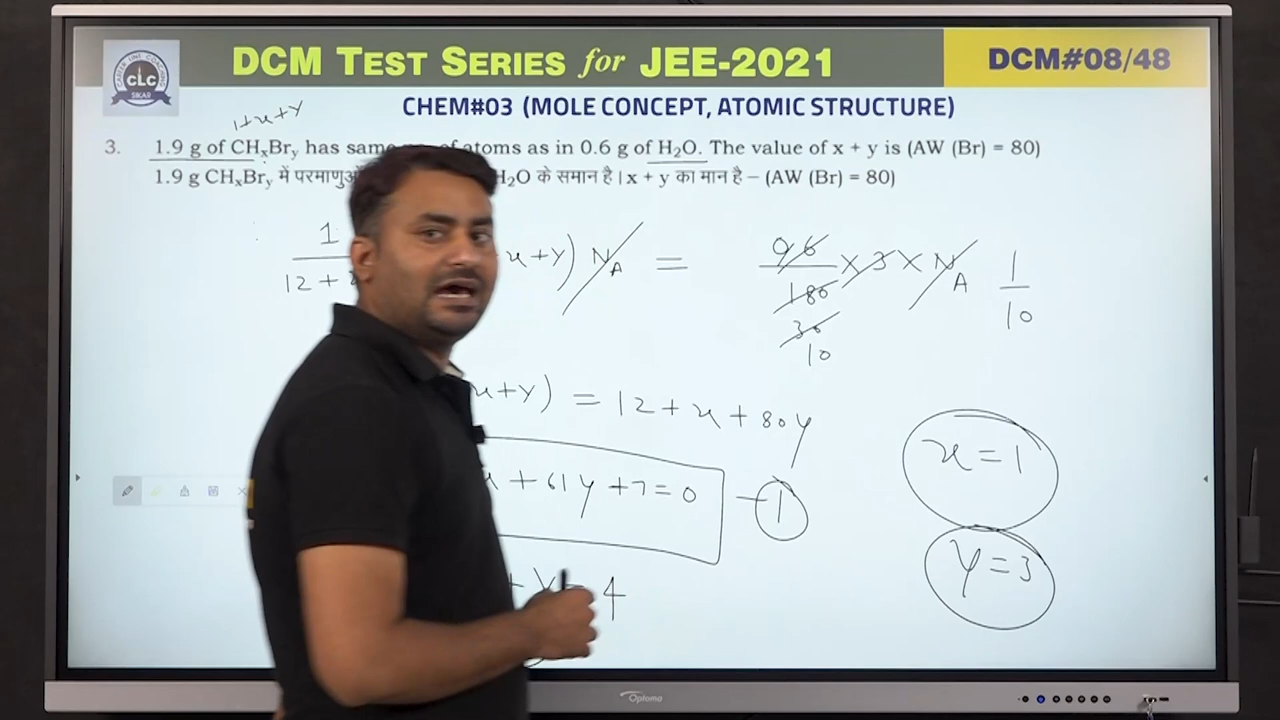 DCM TEST SERIES for JEE-2021
DCM#08/48
CLC
SIKAR
CHEM#03 (MOLE CONCEPT, ATOMIC STRUCTURE)
1+x+y
3. 1.9 g of CHxBry has same of atoms as in 0.6 g of H2O. The value of x + y is (AW (Br) = 80)
1.9 g CHxBry में H2O के समान है। x + y का मान है – (AW (Br) = 80)
1
12 +
x+y) NA = 06 × 3 × NA 1
180 10
30
10
x+y) = 12 + x + 80y
x + 61y + 7 = 0 – 1
x = 1
y = 3
+ y = 4
Optoma